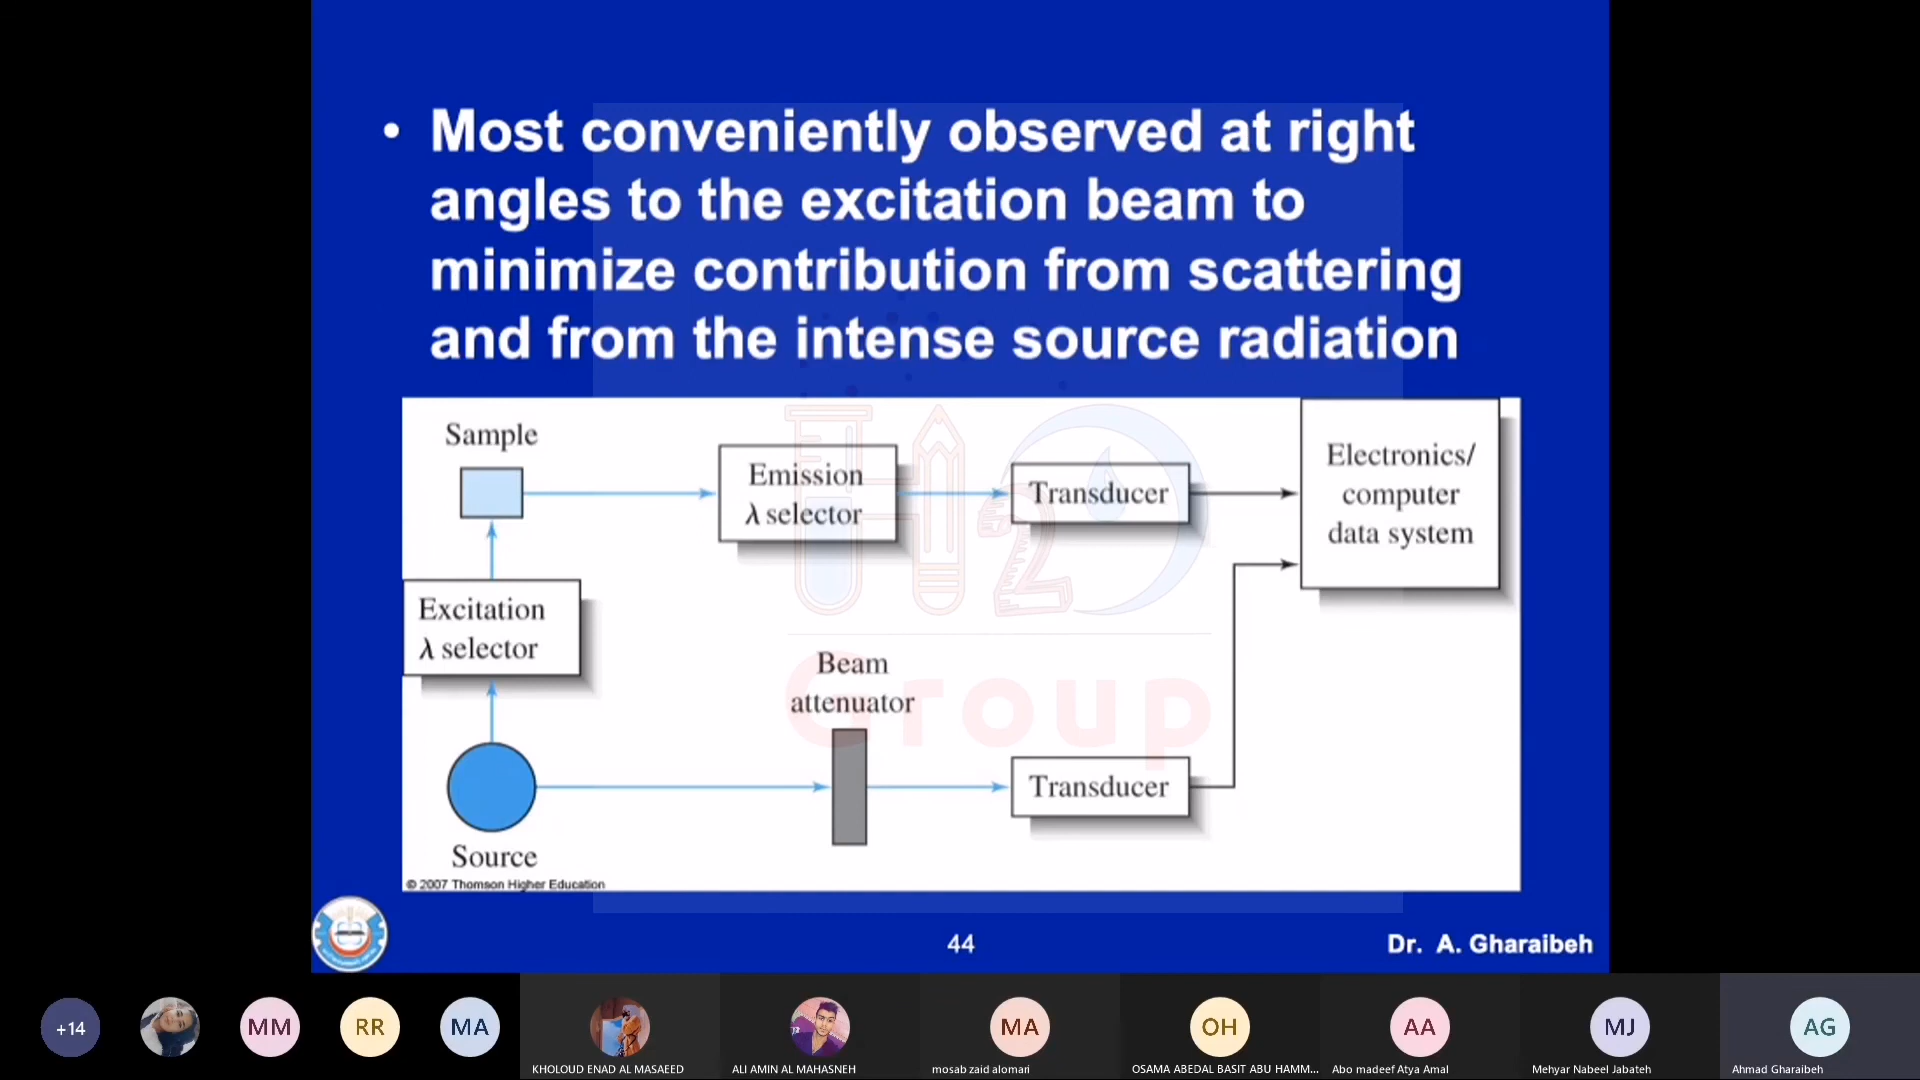 • Most conveniently observed at right
angles to the excitation beam to
minimize contribution from scattering
and from the intense source radiation
Sample
Emission
λ selector
Transducer
Electronics/
computer
data system
Excitation
λ selector
Beam
attenuator
Transducer
Source
© 2007 Thomson Higher Education
H2O
Group
44
Dr. A. Gharaibeh
+14
MM
RR
MA
KHOLOUD ENAD AL MASAEED
ALI AMIN AL MAHASNEH
MA
mosab zaid alomari
OH
OSAMA ABEDAL BASIT ABU HAMM...
AA
Abo madeef Atya Amal
MJ
Mehyar Nabeel Jabateh
AG
Ahmad Gharaibeh